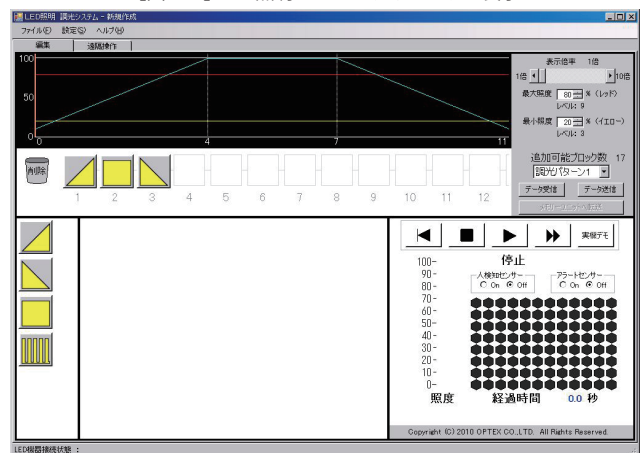 LED照明 調光システム - 新規作成
ファイル(F) 設定(S) ヘルプ(H)
編集 遠隔操作
100
50
0
0 4 7 11
表示倍率 1倍
1倍 10倍
最大照度 80 % (レッド)
レベル: 9
最小照度 20 % (イエロー)
レベル: 3
追加可能ブロック数 17
調光パターン1
データ受信 データ送信
削除
1 2 3 4 5 6 7 8 9 10 11 12
実機デモ
停止
人検知センサー アラートセンサー
On Off On Off
100-
90-
80-
70-
60-
50-
40-
30-
20-
10-
0-
照度 経過時間 0.0 秒
Copyright (C) 2010 OPTEX CO.,LTD. All Rights Reserved.
LED機器接続状態 :